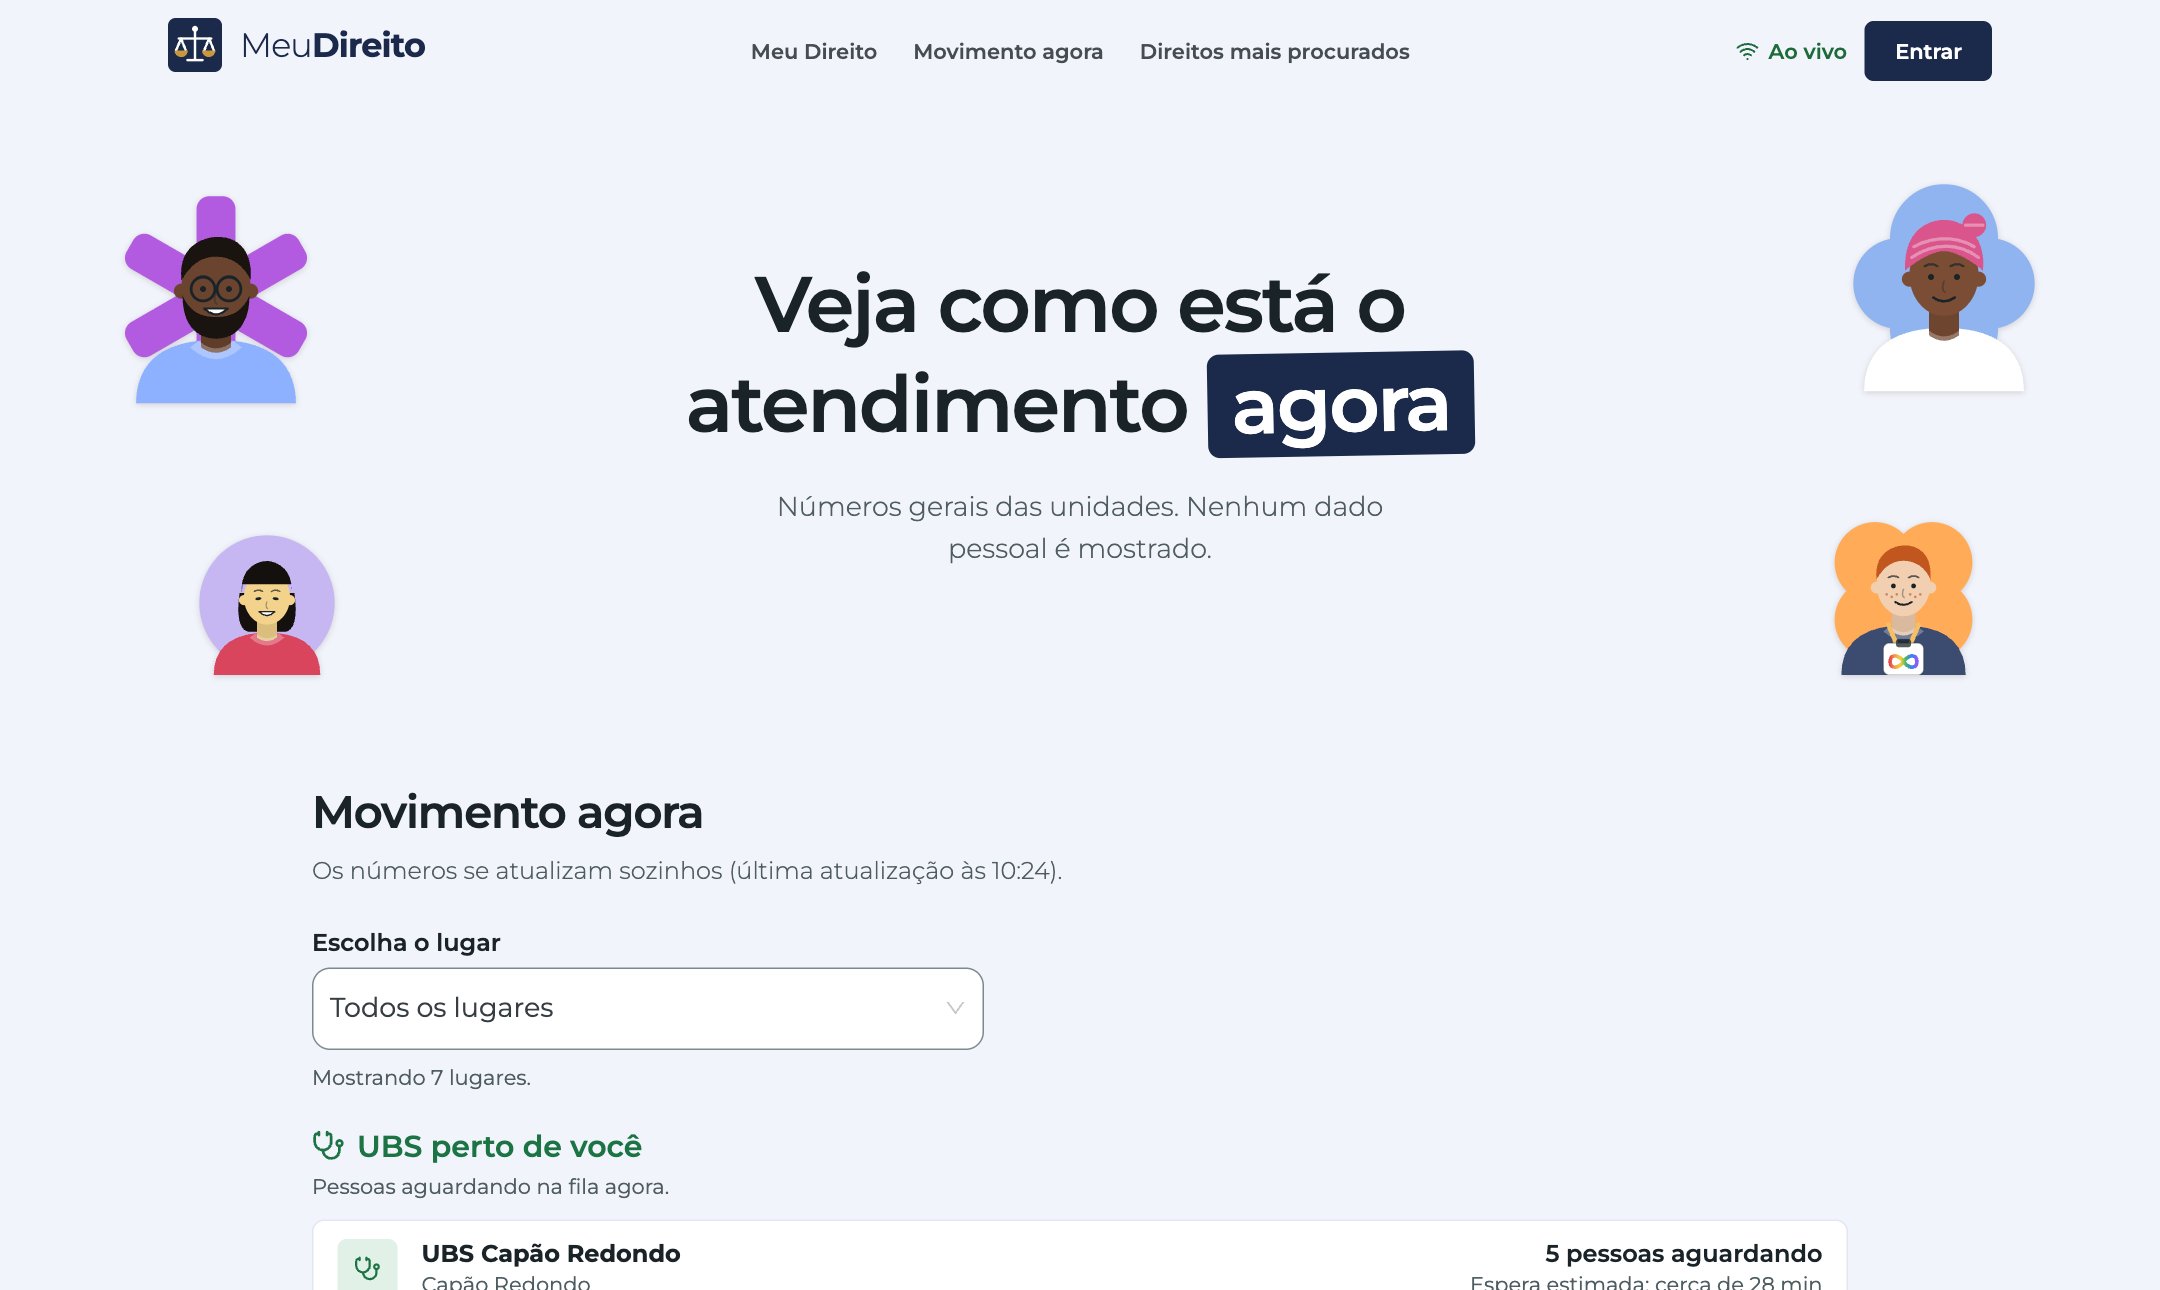 MeuDireito
Meu Direito
Movimento agora
Direitos mais procurados
Ao vivo
Entrar
Veja como está o
atendimento agora
Números gerais das unidades. Nenhum dado
pessoal é mostrado.
Movimento agora
Os números se atualizam sozinhos (última atualização às 10:24).
Escolha o lugar
Todos os lugares
Mostrando 7 lugares.
UBS perto de você
Pessoas aguardando na fila agora.
UBS Capão Redondo
5 pessoas aguardando
Capão Redondo
Espera estimada: cerca de 28 min